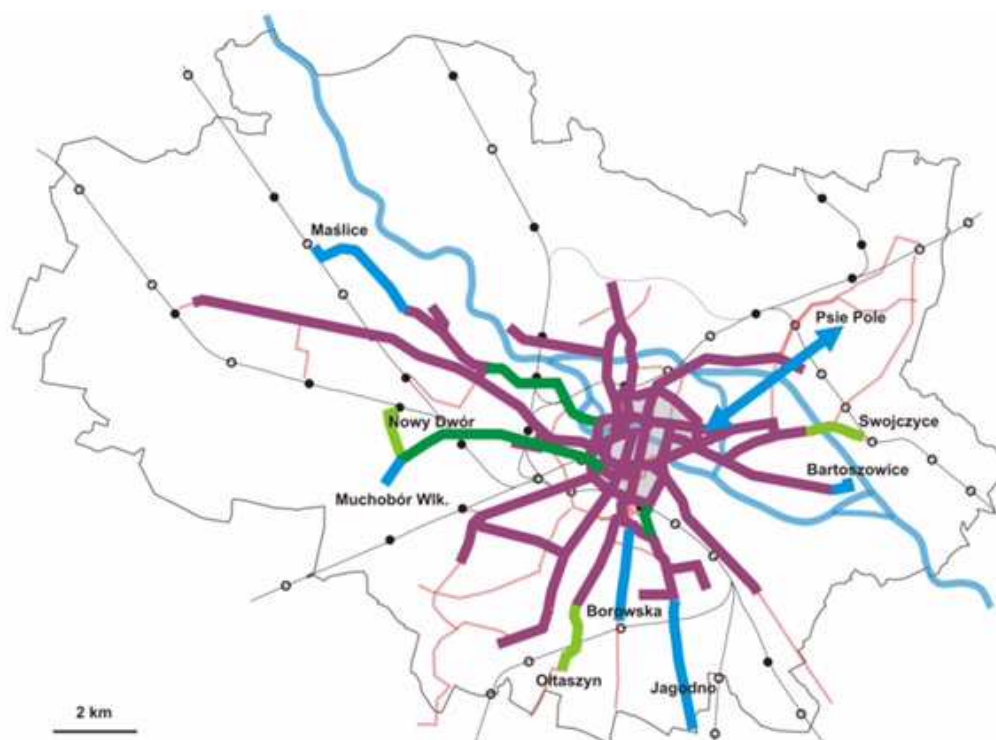 Maślice
Psie Pole
Nowy Dwór
Swojczyce
Bartoszowice
Muchobór Wlk.
Borowska
Ołtaszyn
Jagodno
2 km